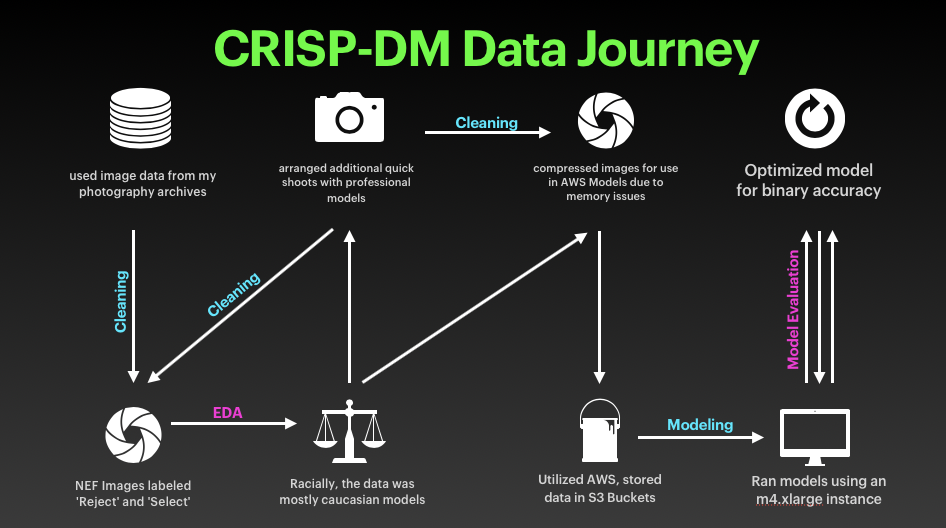 CRISP-DM Data Journey
used image data from my
photography archives
arranged additional quick
shoots with professional
models
Cleaning
compressed images for use
in AWS Models due to
memory issues
Optimized model
for binary accuracy
Cleaning
Cleaning
Model Evaluation
NEF Images labeled
'Reject' and 'Select'
EDA
Racially, the data was
mostly caucasian models
Utilized AWS, stored
data in S3 Buckets
Modeling
Ran models using an
m4.xlarge instance